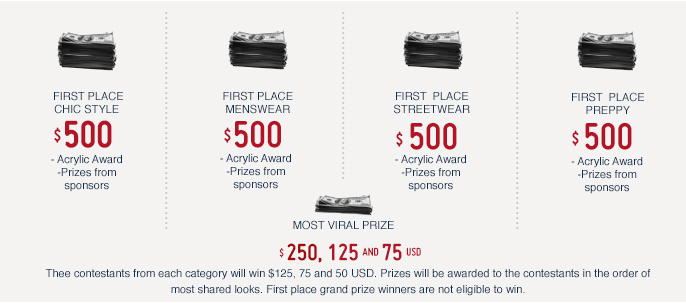 FIRST PLACE
CHIC STYLE
$ 500
- Acrylic Award
-Prizes from
sponsors
FIRST PLACE
MENSWEAR
$ 500
- Acrylic Award
-Prizes from
sponsors
FIRST PLACE
STREETWEAR
$ 500
- Acrylic Award
-Prizes from
sponsors
FIRST PLACE
PREPPY
$ 500
- Acrylic Award
-Prizes from
sponsors
MOST VIRAL PRIZE
$ 250, 125 AND 75 USD
Thee contestants from each category will win $125, 75 and 50 USD. Prizes will be awarded to the contestants in the order of
most shared looks. First place grand prize winners are not eligible to win.